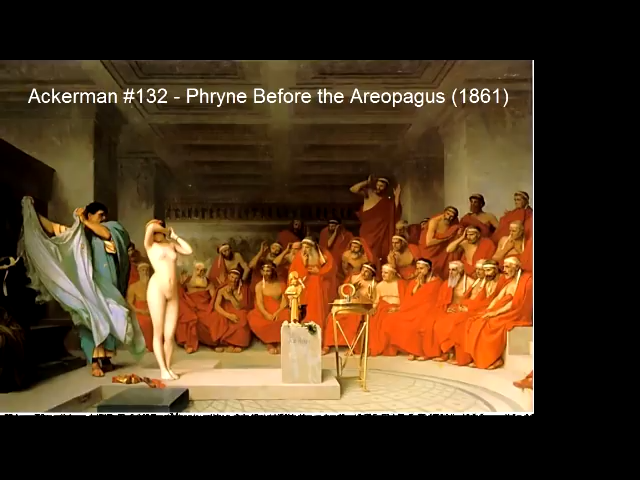 Ackerman #132 - Phryne Before the Areopagus (1861)